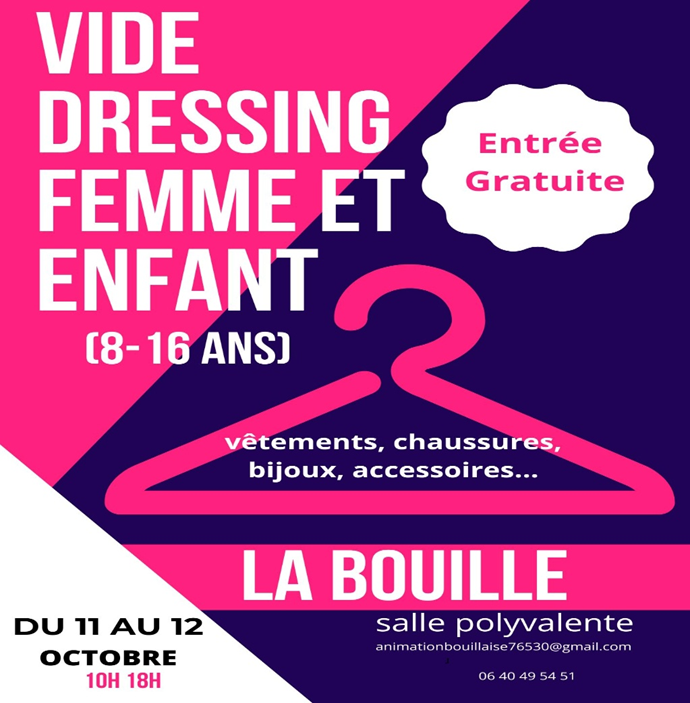 VIDE
DRESSING
FEMME ET
ENFANT
(8-16 ANS)
Entrée
Gratuite
vêtements, chaussures,
bijoux, accessoires...
LA BOUILLE
salle polyvalente
animationbouillaise76530@gmail.com
06 40 49 54 51
DU 11 AU 12
OCTOBRE
10H 18H